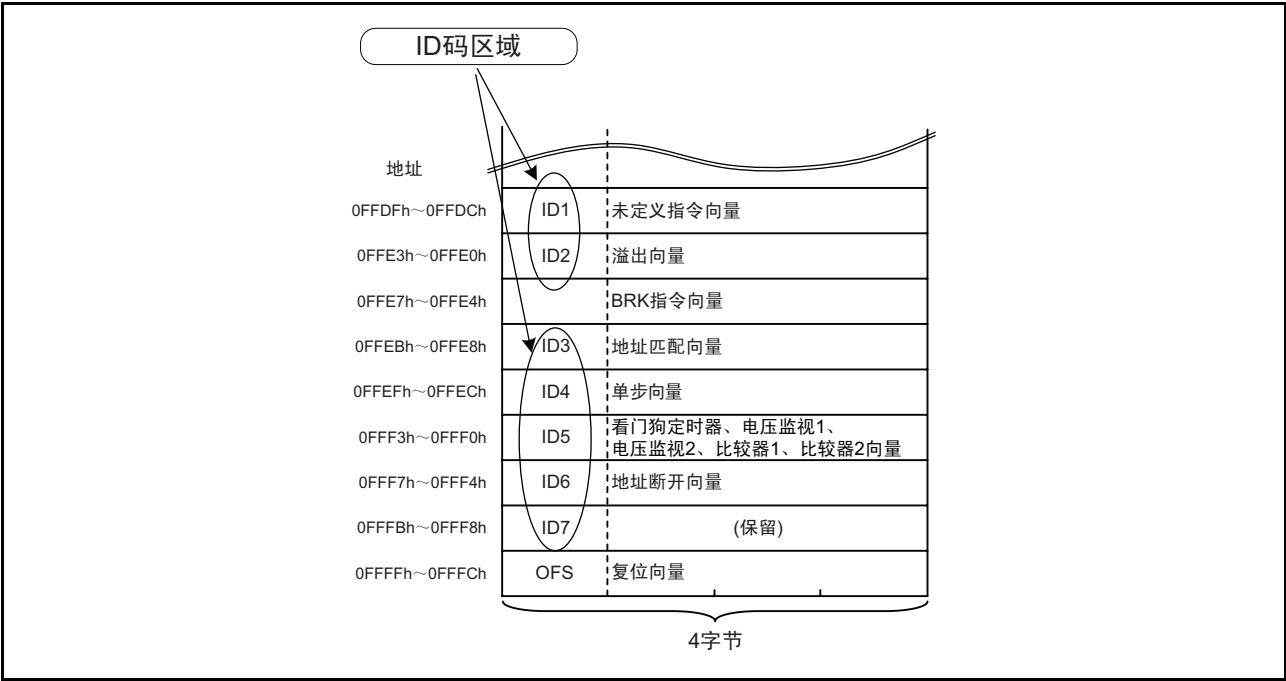 ID码区域
地址
0FFDFh～0FFDCh ID1 未定义指令向量
0FFE3h～0FFE0h ID2 溢出向量
0FFE7h～0FFE4h BRK指令向量
0FFEBh～0FFE8h ID3 地址匹配向量
0FFEFh～0FFECh ID4 单步向量
0FFF3h～0FFF0h ID5 看门狗定时器、电压监视1、
电压监视2、比较器1、比较器2向量
0FFF7h～0FFF4h ID6 地址断开向量
0FFFBh～0FFF8h ID7 (保留)
0FFFFh～0FFFCh OFS 复位向量
4字节